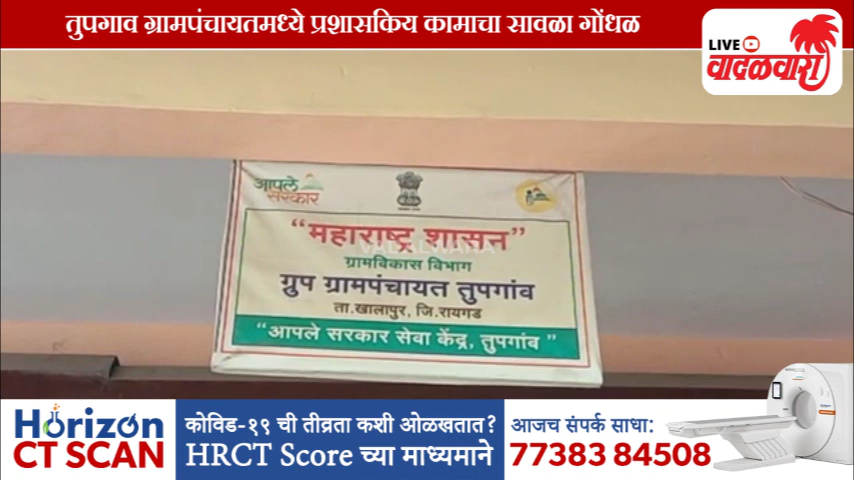 तुपगाव ग्रामपंचायतमध्ये प्रशासकिय कामाचा सावळा गोंधळ
LIVE
वादळवारा
आपले
सरकार
“महाराष्ट्र शासन”
VADALWARA
ग्रामविकास विभाग
ग्रुप ग्रामपंचायत तुपगांव
ता.खालापुर, जि.रायगड
“आपले सरकार सेवा केंद्र, तुपगांव ”
Horizon
CT SCAN
कोविड-१९ ची तीव्रता कशी ओळखतात?
HRCT Score च्या माध्यमाने
आजच संपर्क साधा:
77383 84508